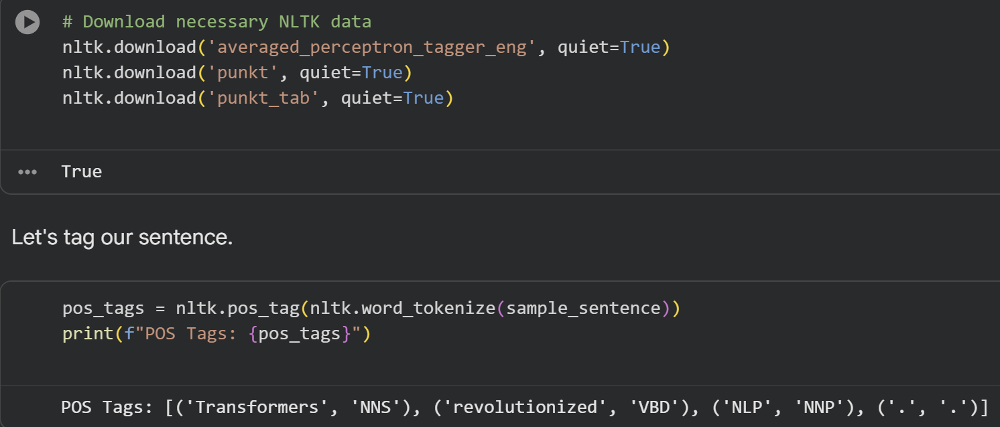 # Download necessary NLTK data
nltk.download('averaged_perceptron_tagger_eng', quiet=True)
nltk.download('punkt', quiet=True)
nltk.download('punkt_tab', quiet=True)
True
Let's tag our sentence.
pos_tags = nltk.pos_tag(nltk.word_tokenize(sample_sentence))
print(f"POS Tags: {pos_tags}")
POS Tags: [('Transformers', 'NNS'), ('revolutionized', 'VBD'), ('NLP', 'NNP'), ('.', '.')]